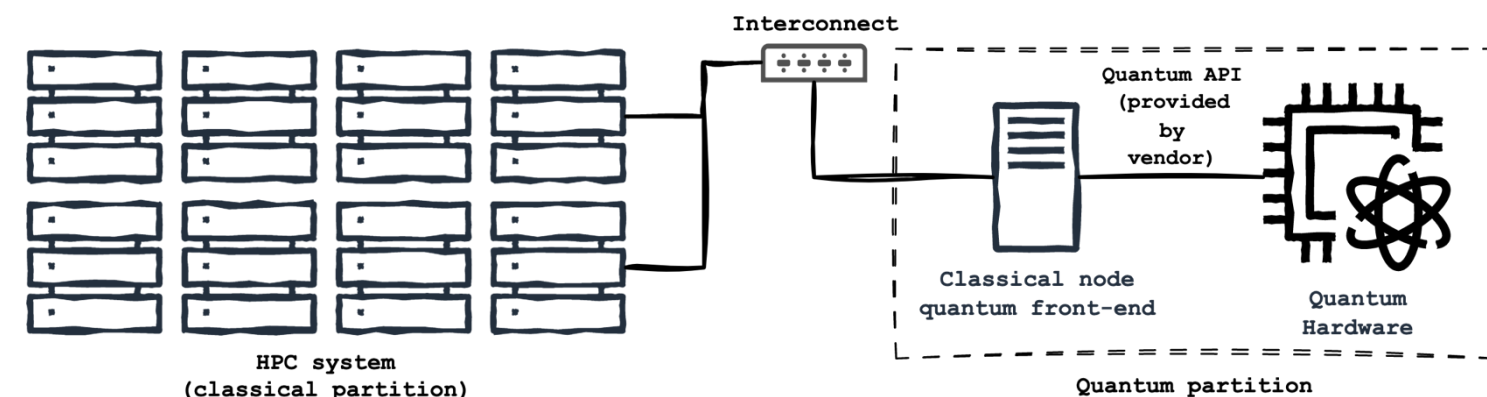 Interconnect
Quantum API
(provided
by
vendor)
Classical node
quantum front-end
Quantum
Hardware
HPC system
(classical partition)
Quantum partition